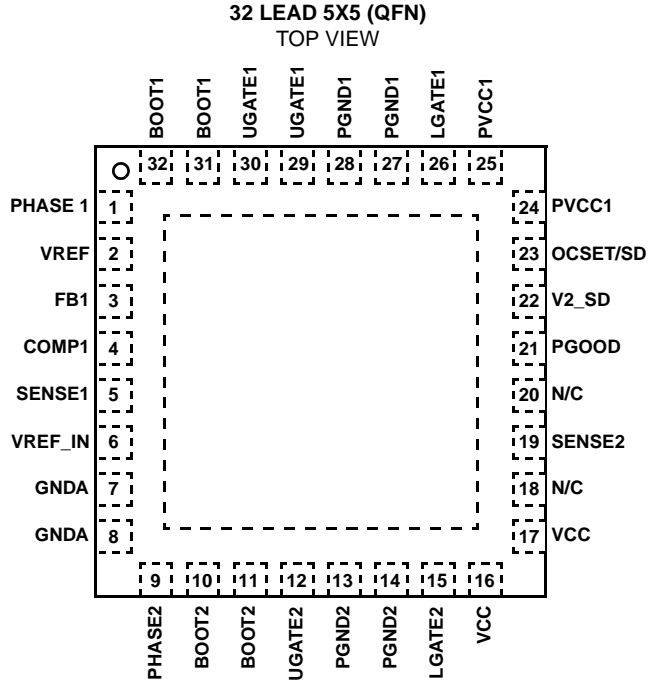 32 LEAD 5X5 (QFN)
TOP VIEW
BOOT1
BOOT1
UGATE1
UGATE1
PGND1
PGND1
LGATE1
PVCC1
32 31 30 29 28 27 26 25
PHASE 1 1
VREF 2
FB1 3
COMP1 4
SENSE1 5
VREF_IN 6
GNDA 7
GNDA 8
24 PVCC1
23 OCSET/SD
22 V2_SD
21 PGOOD
20 N/C
19 SENSE2
18 N/C
17 VCC
9 10 11 12 13 14 15 16
PHASE2
BOOT2
BOOT2
UGATE2
PGND2
PGND2
LGATE2
VCC